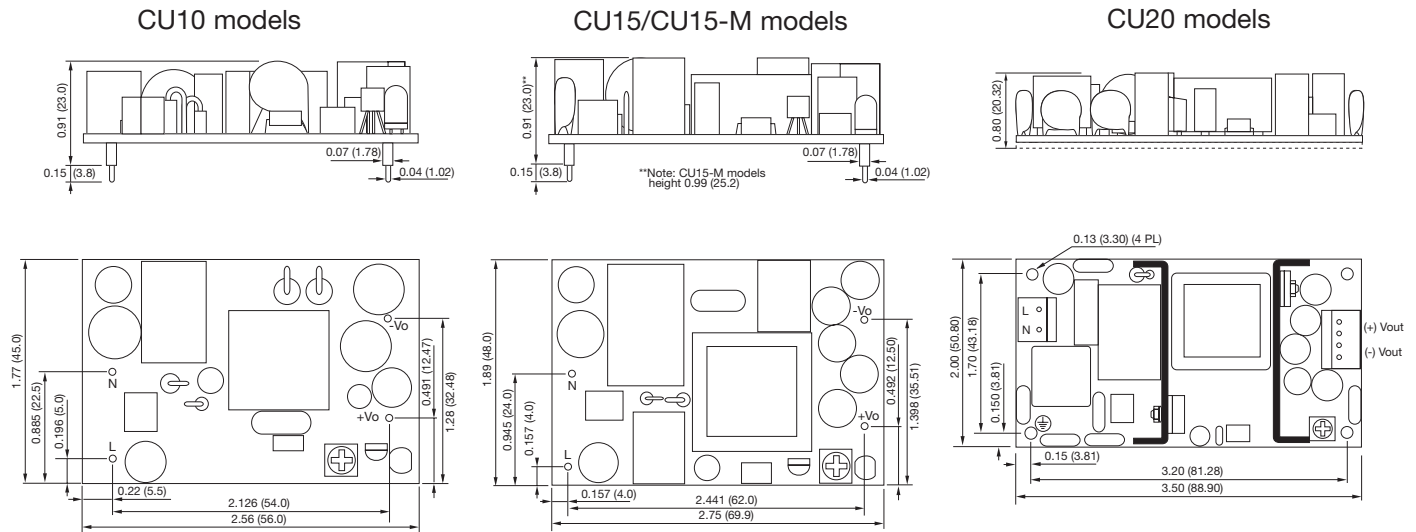 CU10 models
0.91 (23.0)
0.15 (3.8)
0.07 (1.78)
0.04 (1.02)
CU15/CU15-M models
0.91 (23.0)**
0.15 (3.8)
0.07 (1.78)
0.04 (1.02)
**Note: CU15-M models
height 0.99 (25.2)
CU20 models
0.80 (20.32)
1.77 (45.0)
0.885 (22.5)
0.196 (5.0)
N
L
-Vo
+Vo
0.491 (12.47)
1.28 (32.48)
0.22 (5.5)
2.126 (54.0)
2.56 (56.0)
1.89 (48.0)
0.945 (24.0)
0.157 (4.0)
N
L
-Vo
+Vo
0.492 (12.50)
1.398 (35.51)
0.157 (4.0)
2.441 (62.0)
2.75 (69.9)
0.13 (3.30) (4 PL)
2.00 (50.80)
1.70 (43.18)
0.150 (3.81)
L
N
(+) Vout
(-) Vout
0.15 (3.81)
3.20 (81.28)
3.50 (88.90)